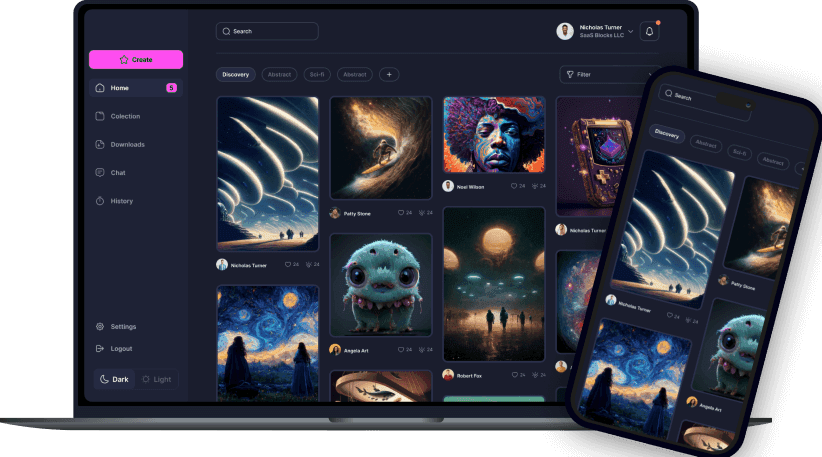 Create
Home
5
Colection
Downloads
Chat
History
Settings
Logout
Dark
Light
Search
Nicholas Turner
SaaS Blocks LLC
Discovery
Abstract
Sci-fi
Abstract
+
Filter
Nicholas Turner
24
24
Patty Stone
24
24
Angela Art
24
24
Noel Wilson
24
24
Robert Fox
24
24
Nicholas Turner
Search
Discovery
Abstract
Sci-fi
Abstract
Nicholas Turner
24
24
Patty Stone
Angela Art